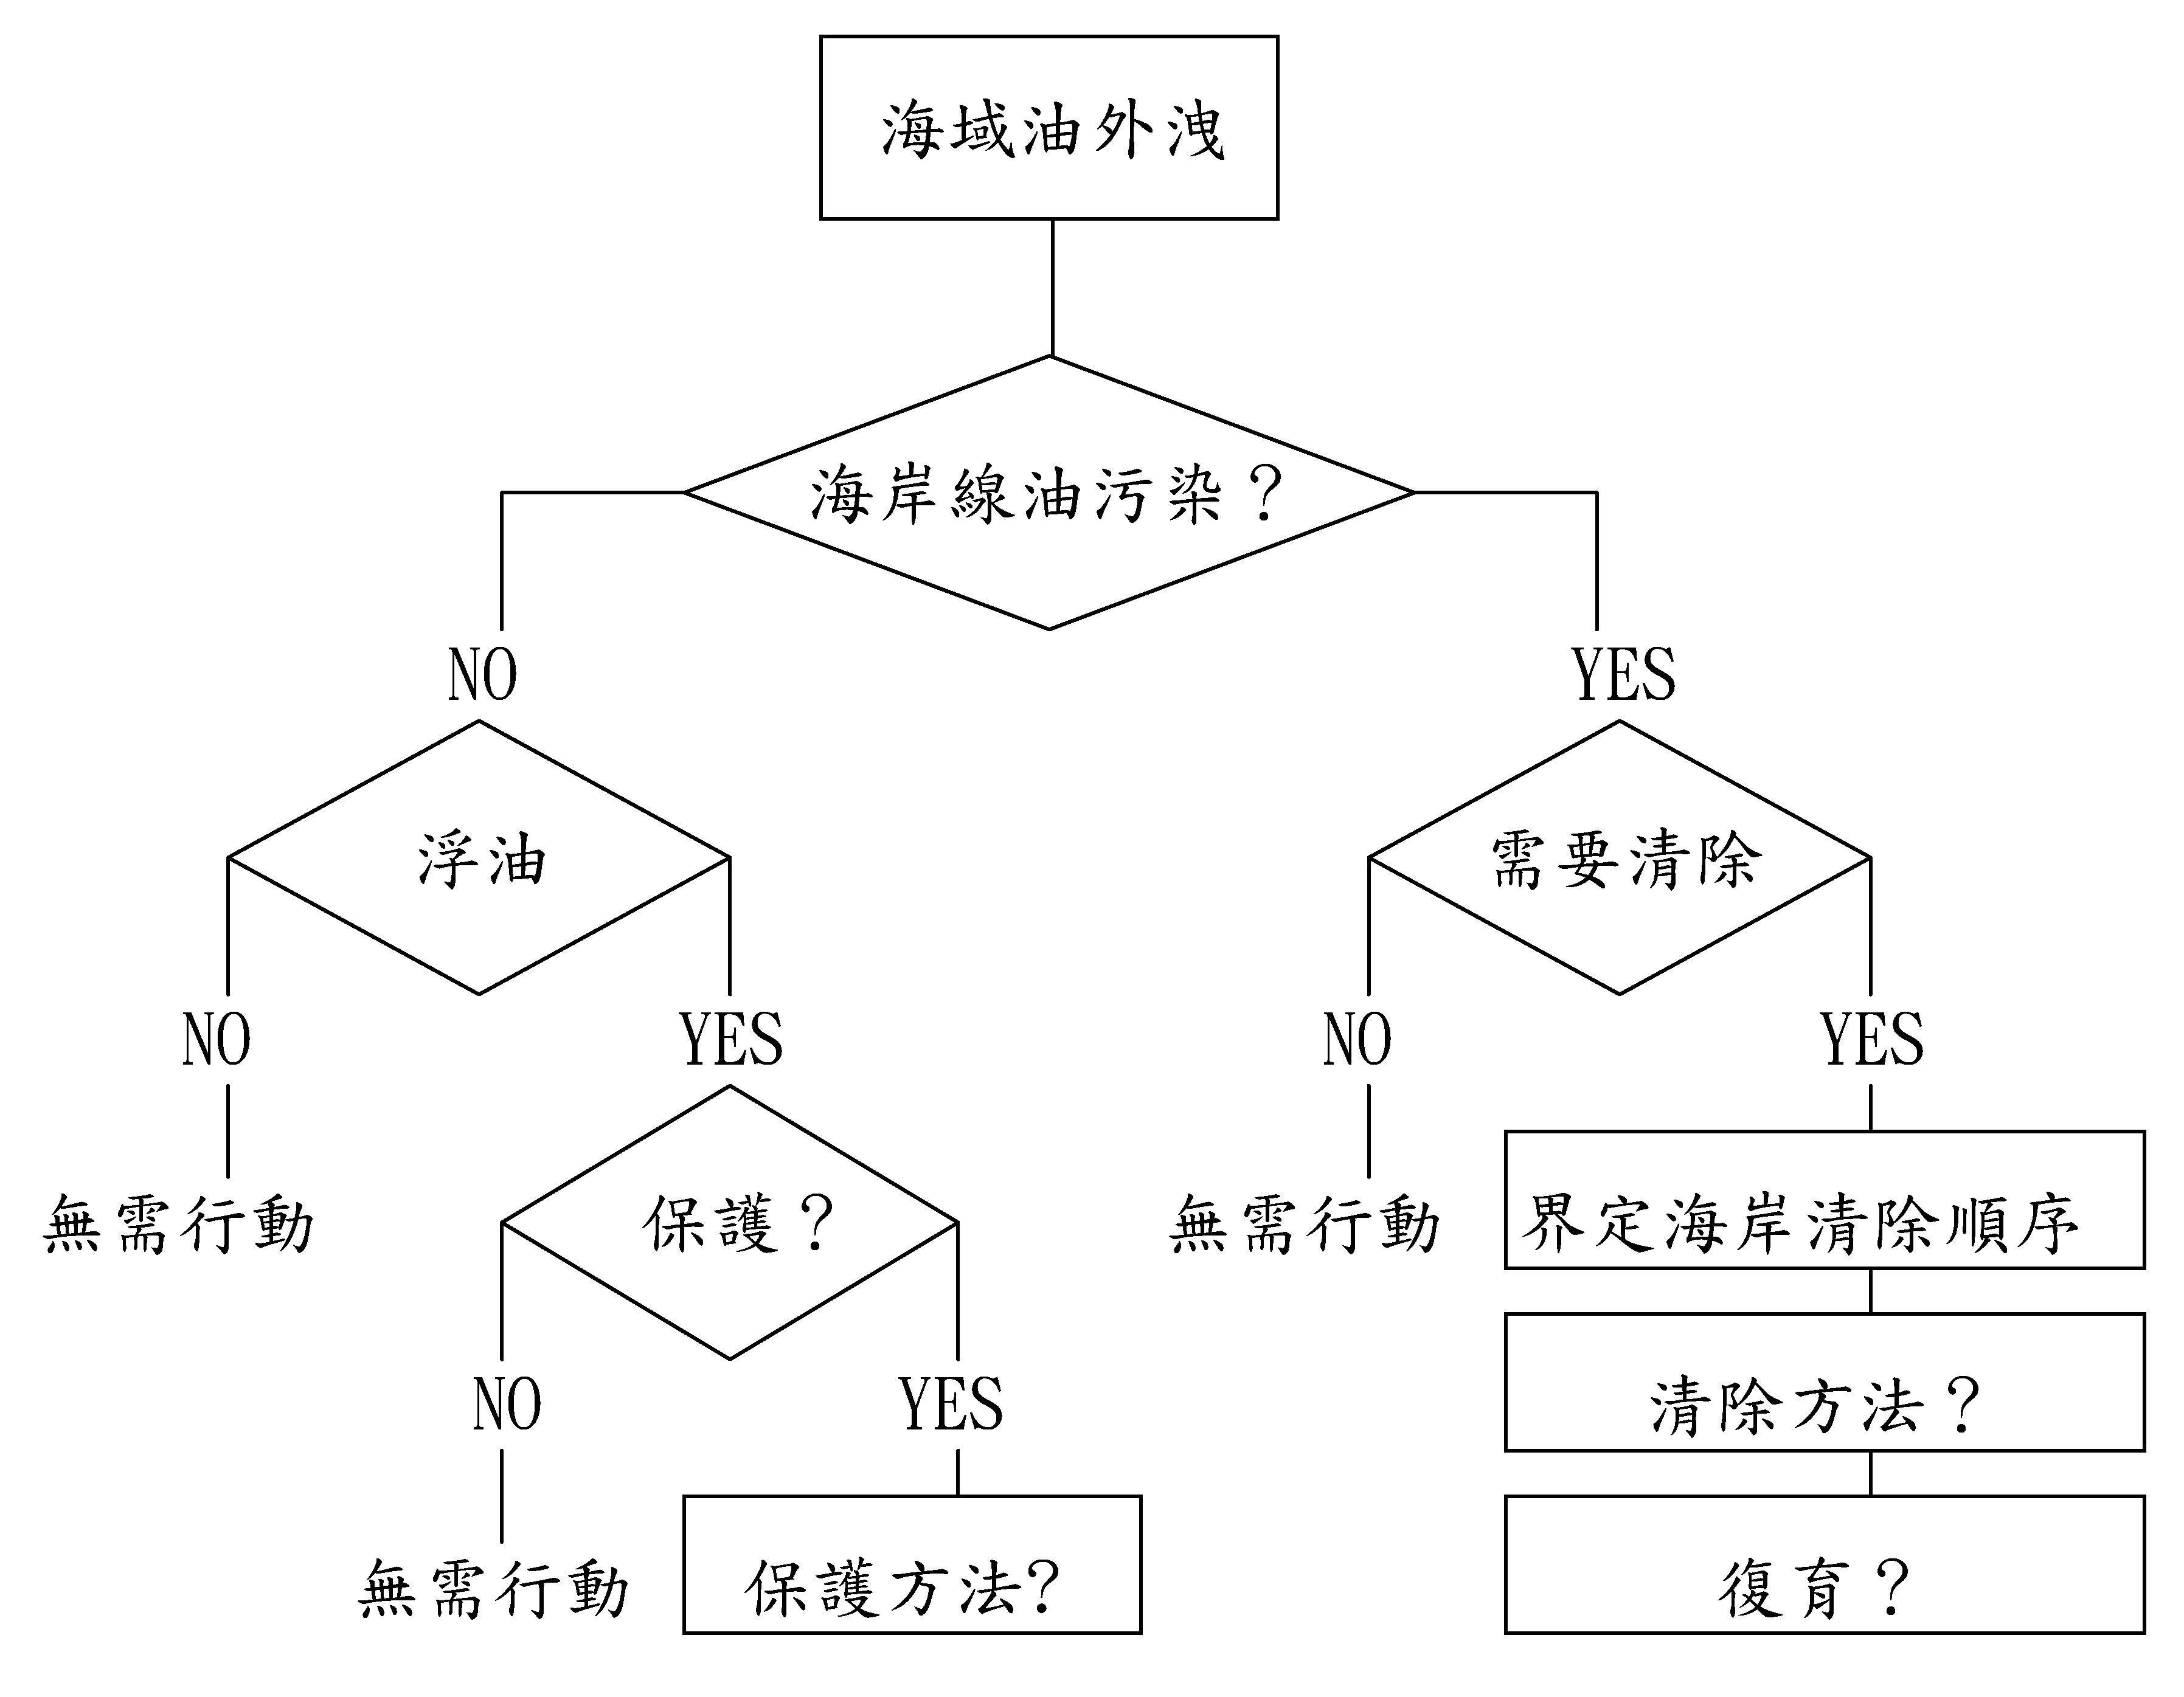 海域油外洩
海岸線油污染？
NO
YES
浮油
需要清除
NO
YES
NO
YES
無需行動
保護？
無需行動
界定海岸清除順序
NO
YES
清除方法？
無需行動
保護方法?
復育？